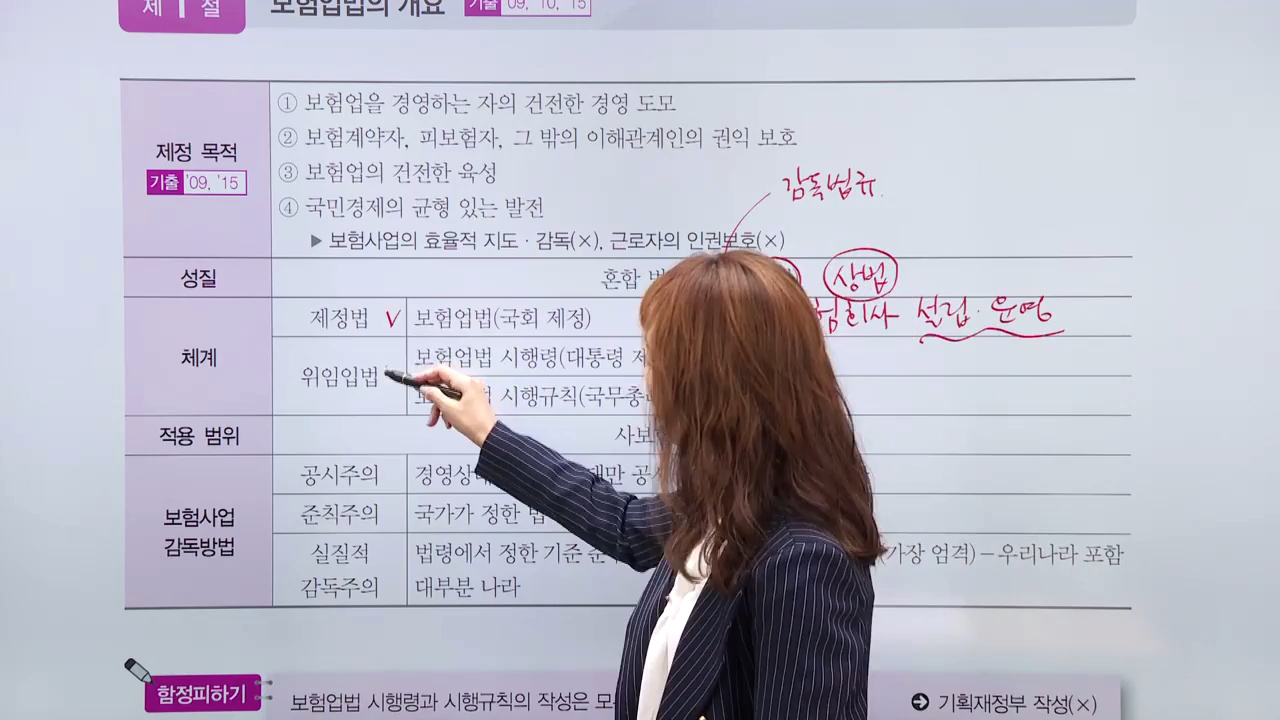 제1절 보험업법의 개요 기출 '09, '10, '15
제정 목적
기출 '09, '15
① 보험업을 경영하는 자의 건전한 경영 도모
② 보험계약자, 피보험자, 그 밖의 이해관계인의 권익 보호
③ 보험업의 건전한 육성
④ 국민경제의 균형 있는 발전
▶ 보험사업의 효율적 지도·감독(×), 근로자의 인권보호(×)
감독법규.
성질
혼합
상법
험회사 설립·운영
체계
제정법 V 보험업법(국회 제정)
위임입법
보험업법 시행령(대통령
시행규칙(국무총
적용 범위
사보
보험사업
감독방법
공시주의 경영상 공시
준칙주의 국가가 정한
실질적
감독주의
법령에서 정한 기준 (가장 엄격)－우리나라 포함
대부분 나라
함정피하기
보험업법 시행령과 시행규칙의 작성은 ➔ 기획재정부 작성(×)